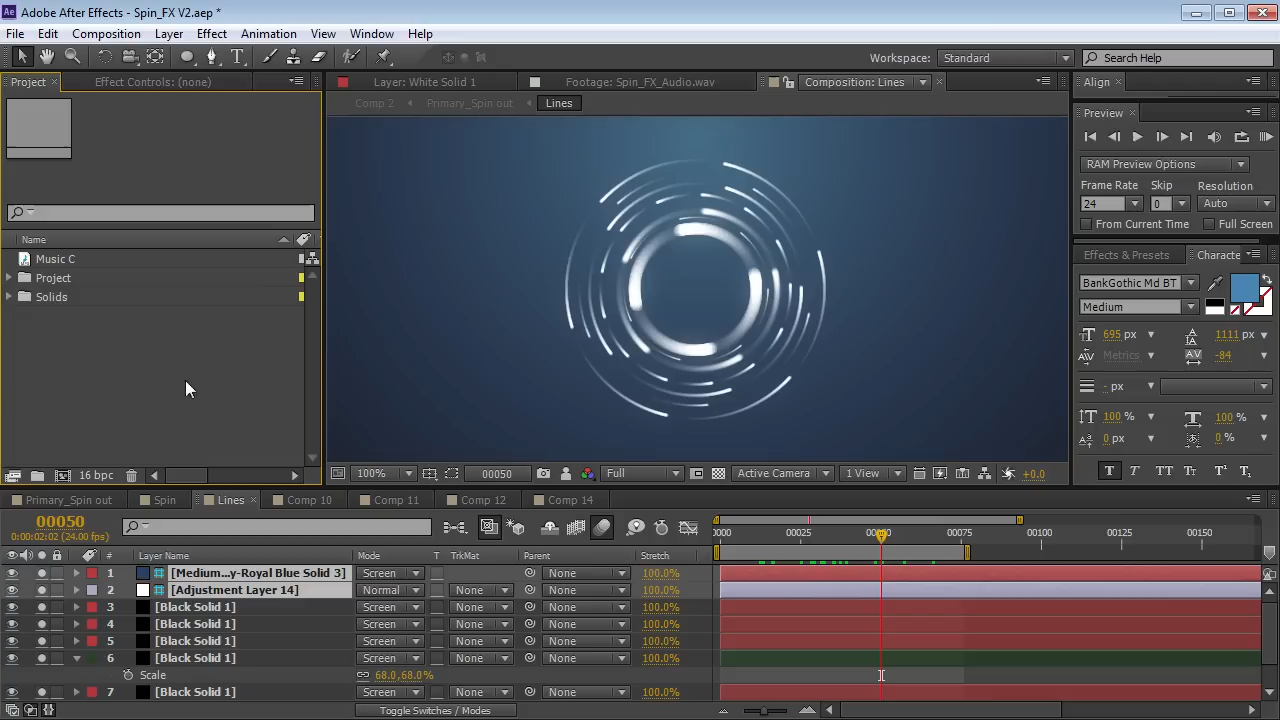 Adobe After Effects - Spin_FX V2.aep *
File Edit Composition Layer Effect Animation View Window Help
Workspace: Standard Search Help
Project Effect Controls: (none) Layer: White Solid 1 Footage: Spin_FX_Audio.wav Composition: Lines Align
Comp 2 Primary_Spin out Lines
Preview
RAM Preview Options
Frame Rate Skip Resolution
24 0 Auto
From Current Time Full Screen
Name
Music C
Project
Solids
Effects & Presets Characte
BankGothic Md BT
Medium
695 px 1111 px
Metrics -84
- px
100 % 100 %
0 px 0 %
T T TT Tt T¹ T₁
16 bpc 100% 00050 Full Active Camera 1 View +0.0
Primary_Spin out Spin Lines Comp 10 Comp 11 Comp 12 Comp 14
00050
0:00:02:02 (24.00 fps)
0000 00025 00050 00075 00100 00125 00150
# Layer Name Mode T TrkMat Parent Stretch
1 [Medium...y-Royal Blue Solid 3] Screen None 100.0%
2 [Adjustment Layer 14] Normal None None 100.0%
3 [Black Solid 1] Screen None None 100.0%
4 [Black Solid 1] Screen None None 100.0%
5 [Black Solid 1] Screen None None 100.0%
6 [Black Solid 1] Screen None None 100.0%
Scale 68.0,68.0%
7 [Black Solid 1] Screen None None 100.0%
Toggle Switches / Modes